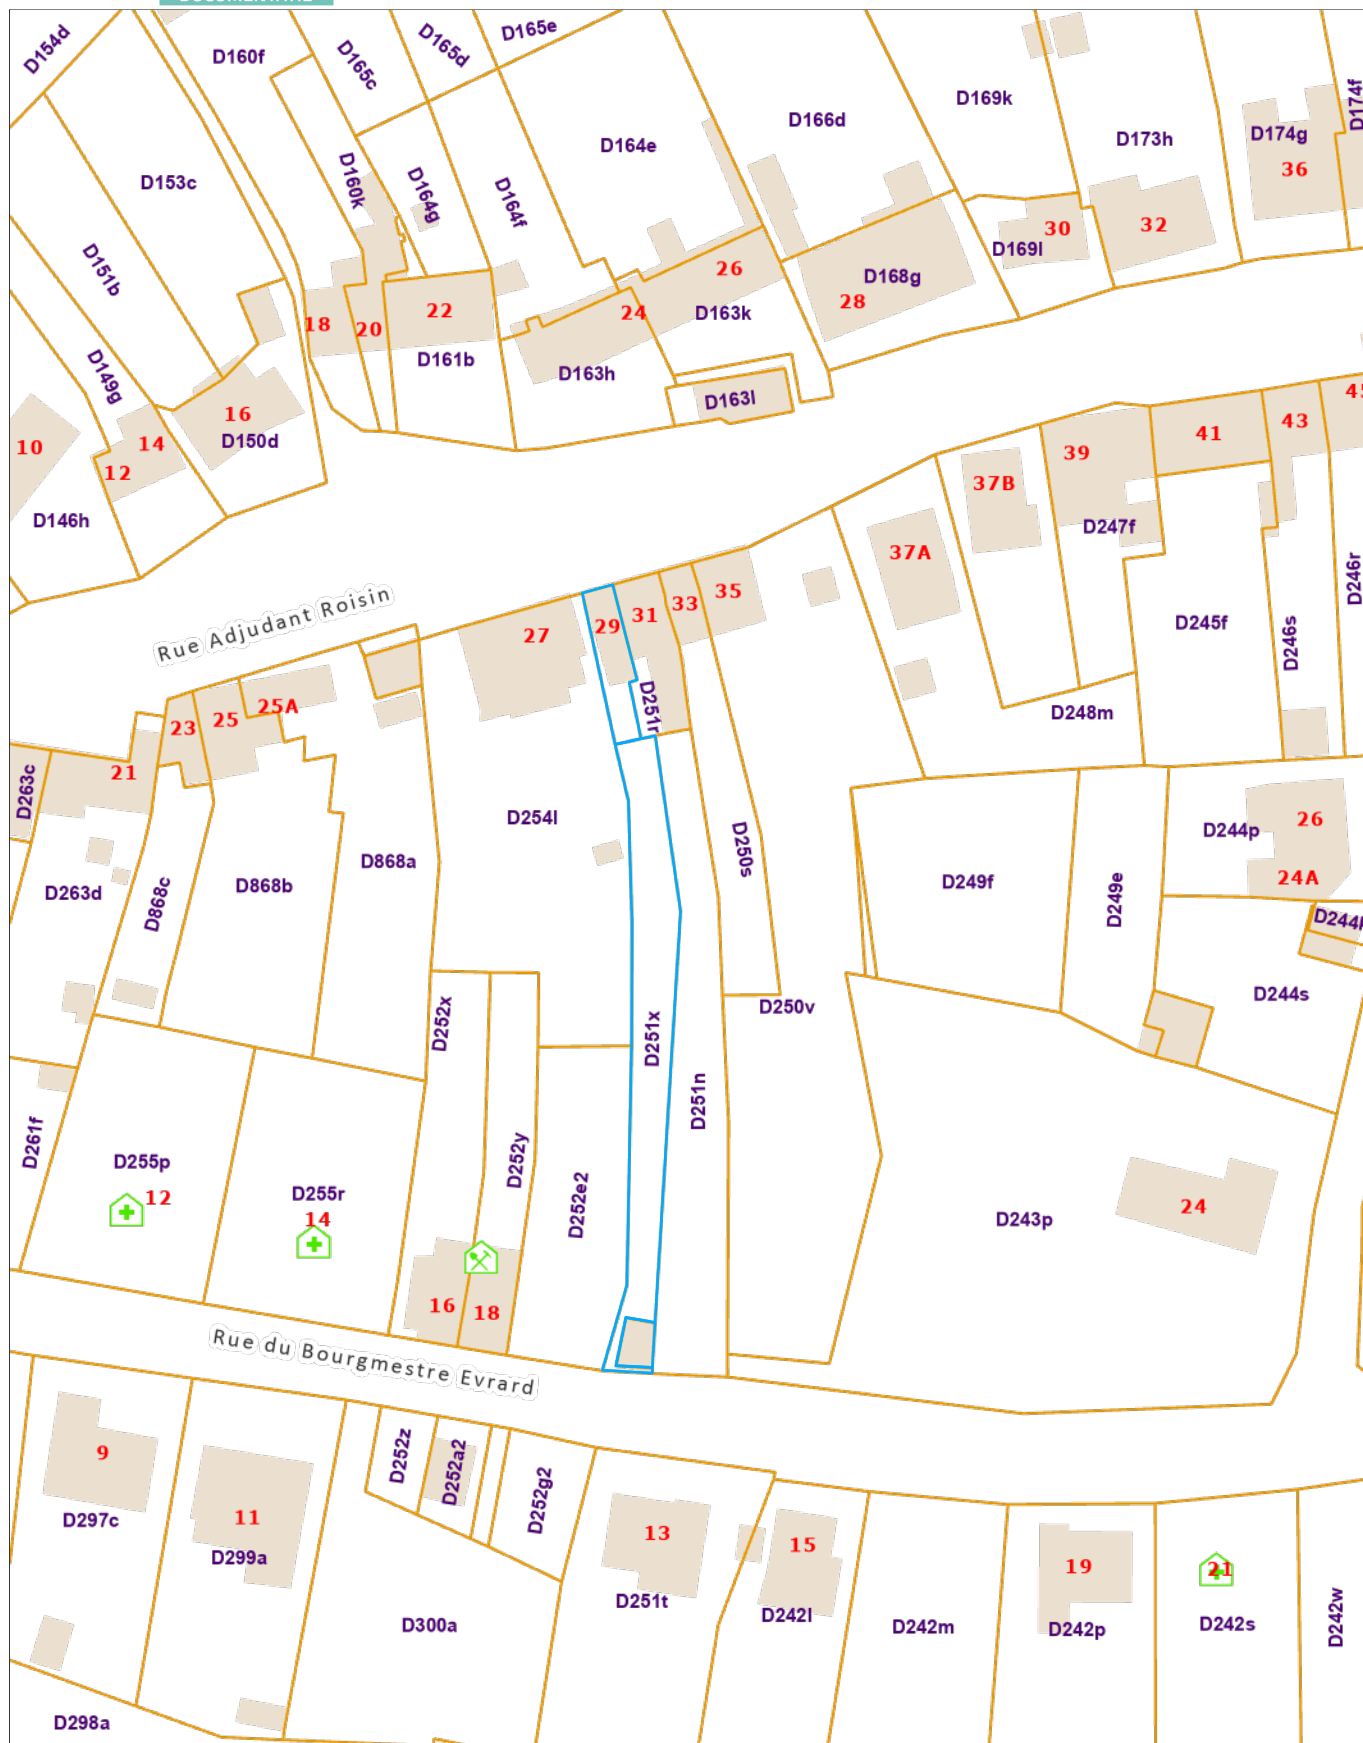 D154d
D160f
D165c
D165d
D165e
D169k
D174f
D166d
D164e
D173h
D174g
36
D153c
D160k
D164g
D164f
30
32
D169l
D151b
26
D168g
28
18
20
22
24
D163k
D161b
D163h
D149g
D163l
16
D150d
10
14
12
D146h
43
41
39
37B
D247f
37A
D246r
Rue Adjudant Roisin
27
29
31
33
35
D245f
D246s
D251r
23
25
25A
D248m
21
D263c
D254l
D250s
D244p
26
24A
D868a
D868b
D868c
D263d
D249f
D249e
D244s
D252x
D251x
D250v
D251n
D261f
D255p
12
D255r
14
D252y
D252e2
D243p
24
16
18
Rue du Bourgmestre Evrard
9
D297c
11
D299a
D252z
D252a2
D252g2
13
D251t
15
D242l
19
D242p
21
D242s
D242m
D242w
D300a
D298a